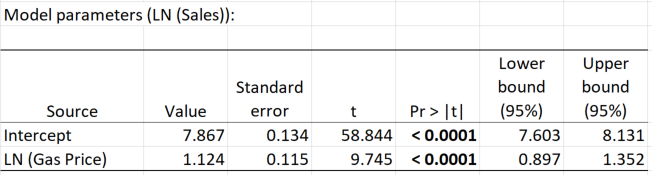 Model parameters (LN (Sales)):
Source Value Standard error t Pr > |t| Lower bound (95%) Upper bound (95%)
Intercept 7.867 0.134 58.844 < 0.0001 7.603 8.131
LN (Gas Price) 1.124 0.115 9.745 < 0.0001 0.897 1.352